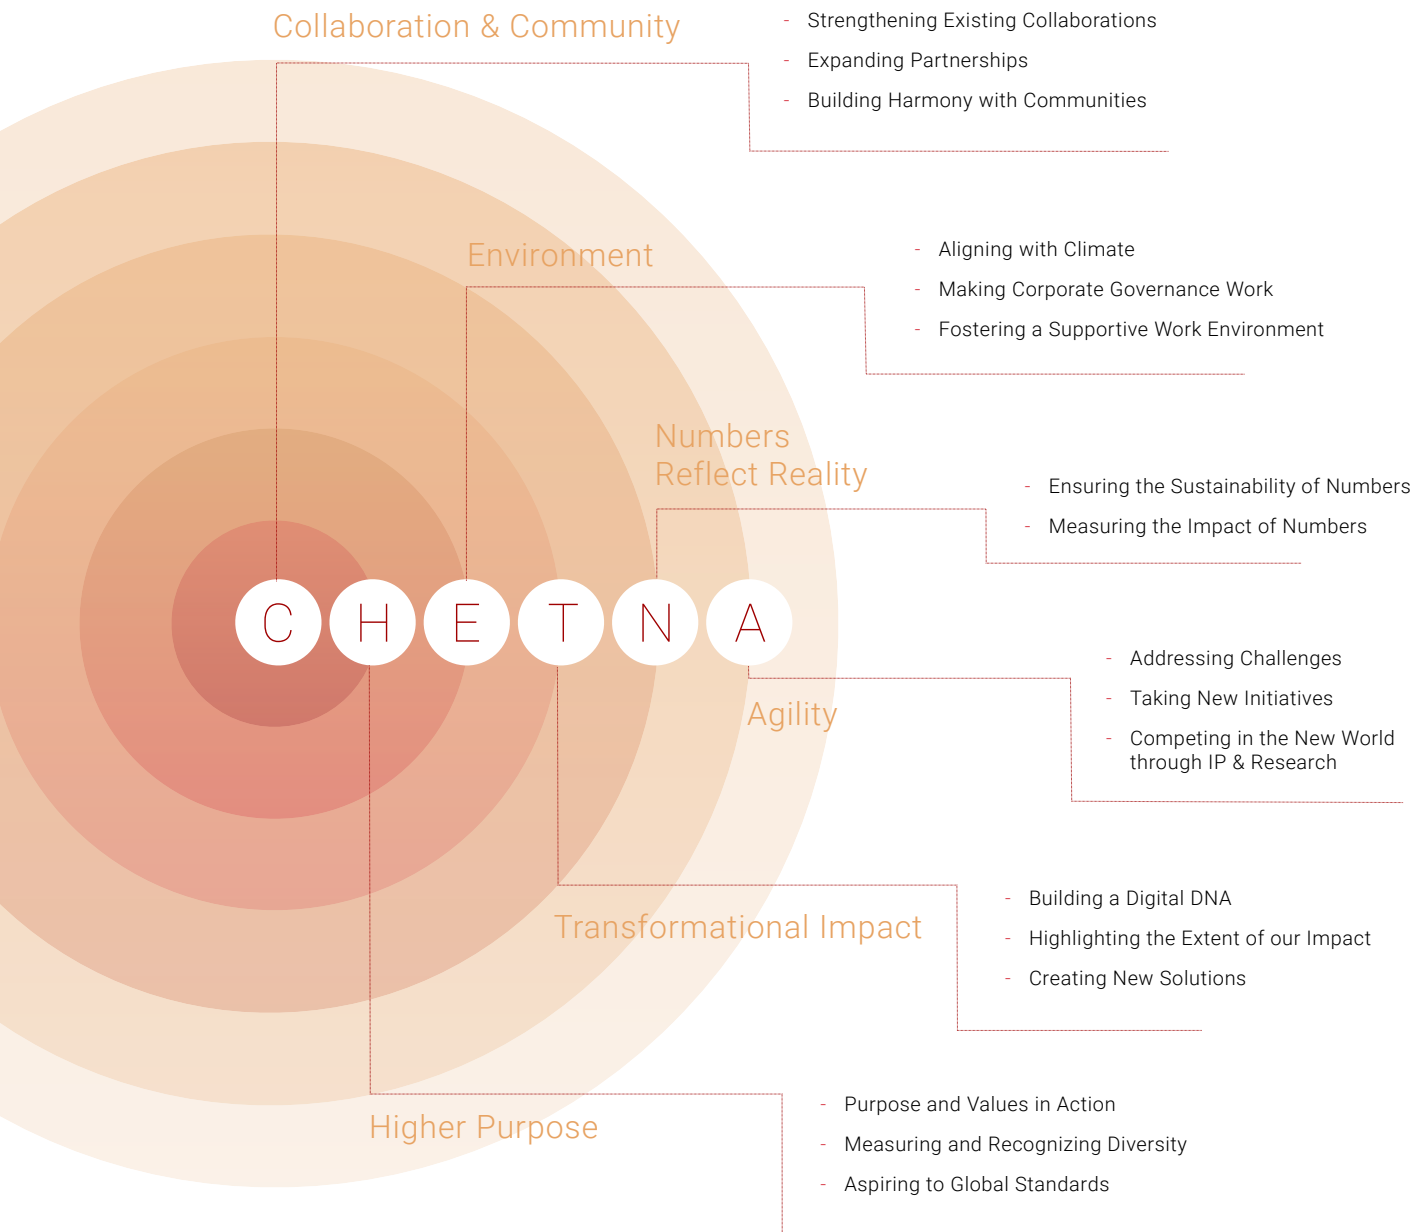 Collaboration & Community
- Strengthening Existing Collaborations
- Expanding Partnerships
- Building Harmony with Communities
Environment
- Aligning with Climate
- Making Corporate Governance Work
- Fostering a Supportive Work Environment
Numbers
Reflect Reality
- Ensuring the Sustainability of Numbers
- Measuring the Impact of Numbers
C H E T N A
Agility
- Addressing Challenges
- Taking New Initiatives
- Competing in the New World
through IP & Research
Transformational Impact
- Building a Digital DNA
- Highlighting the Extent of our Impact
- Creating New Solutions
Higher Purpose
- Purpose and Values in Action
- Measuring and Recognizing Diversity
- Aspiring to Global Standards